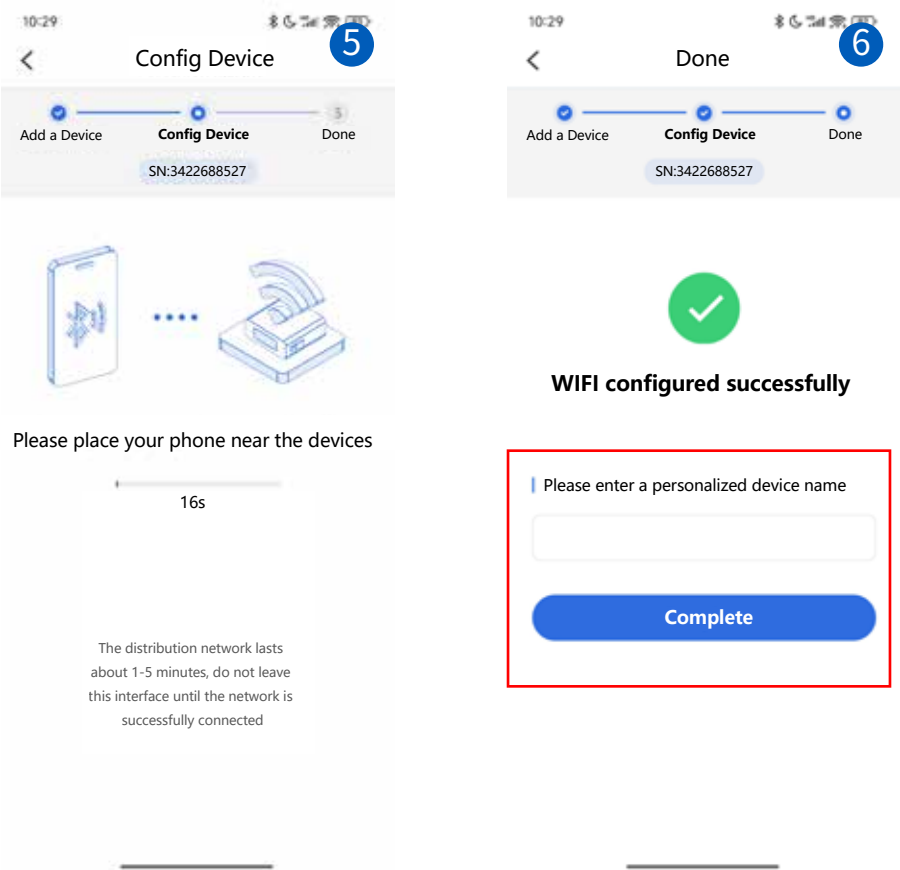 10:29
5
Config Device
3
Add a Device Config Device Done
SN:3422688527
Please place your phone near the devices
16s
The distribution network lasts
about 1-5 minutes, do not leave
this interface until the network is
successfully connected
10:29
6
Done
Add a Device Config Device Done
SN:3422688527
WIFI configured successfully
Please enter a personalized device name
Complete